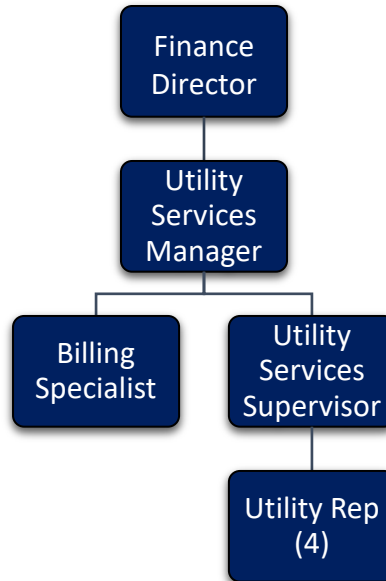 Finance
Director
Utility
Services
Manager
Billing
Specialist
Utility
Services
Supervisor
Utility Rep
(4)